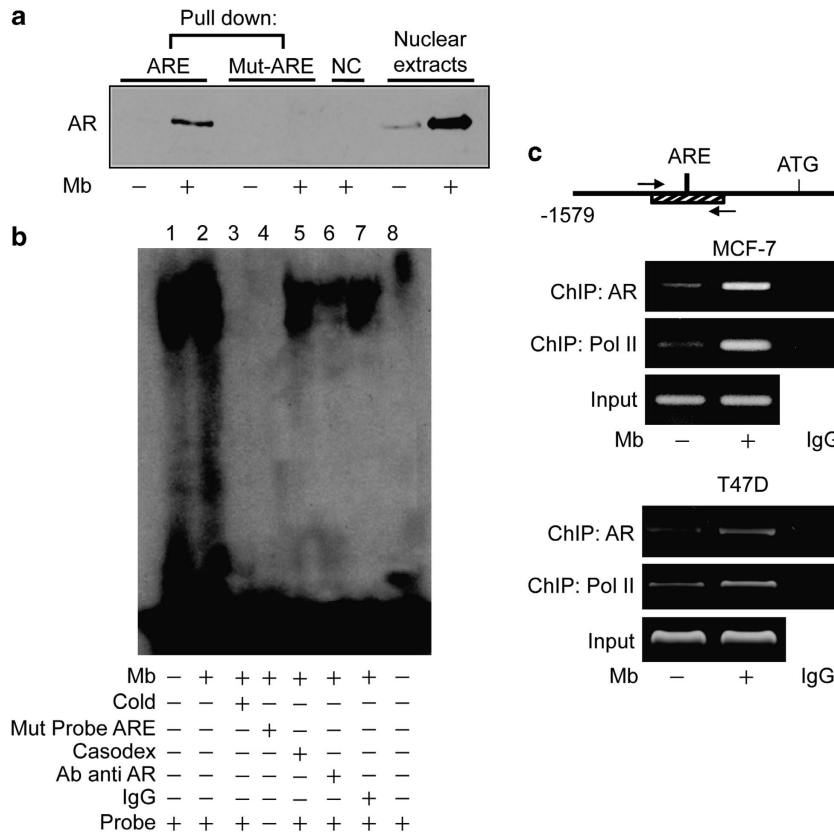 a
Pull down:
ARE Mut-ARE NC Nuclear extracts
AR
Mb − + − + + − +
b
1 2 3 4 5 6 7 8
Mb − + + + + + + −
Cold − − + − − − − −
Mut Probe ARE − − − + − − − −
Casodex − − − − + − − −
Ab anti AR − − − − − + − −
IgG − − − − − − + −
Probe + + + − + + + +
c
ARE ATG
-1579
MCF-7
ChIP: AR
ChIP: Pol II
Input
Mb − + IgG
T47D
ChIP: AR
ChIP: Pol II
Input
Mb − + IgG